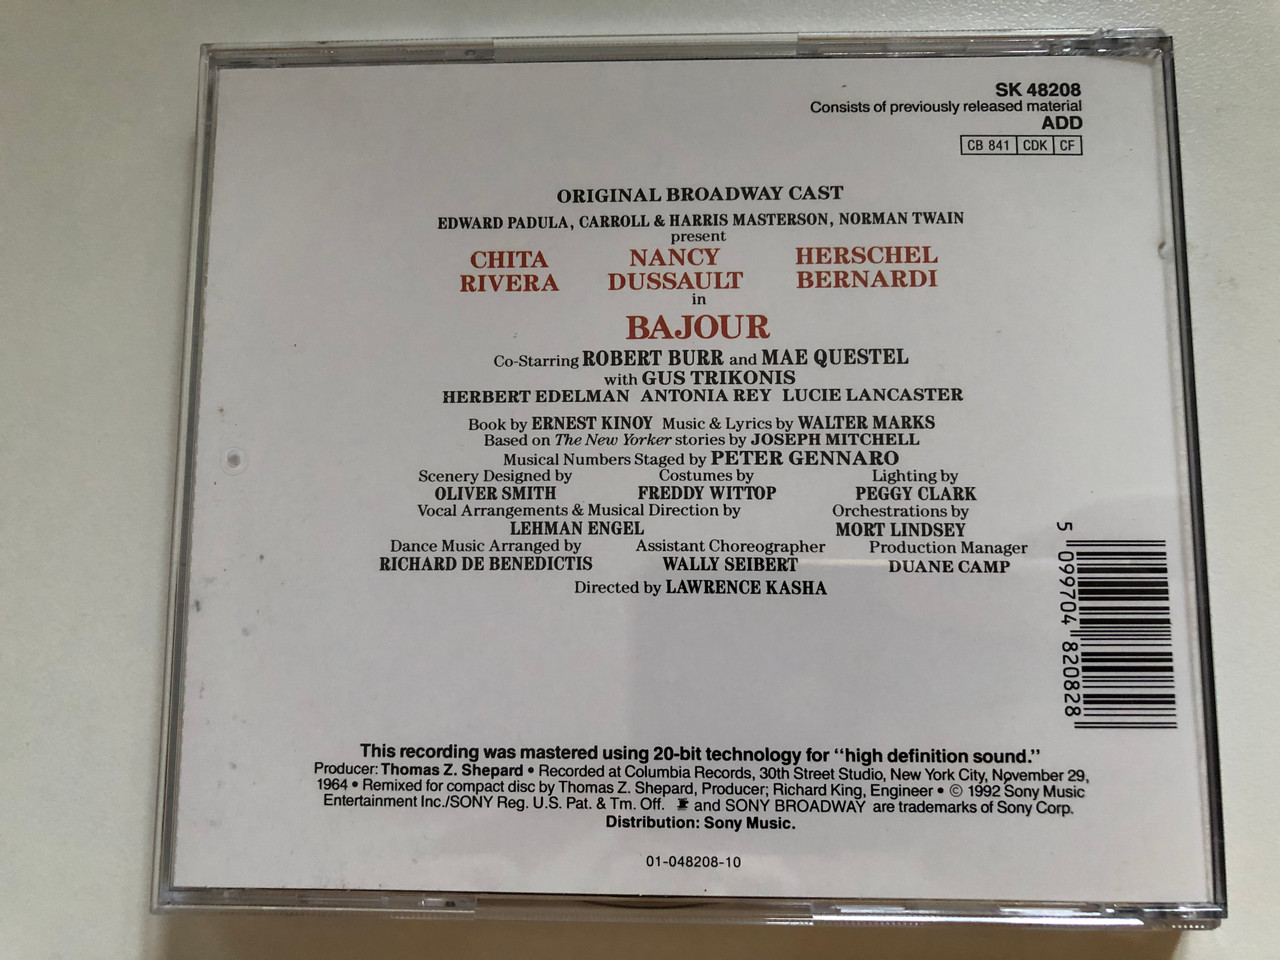 SK 48208
Consists of previously released material
ADD
CB 841 CDK CF
ORIGINAL BROADWAY CAST
EDWARD PADULA, CARROLL & HARRIS MASTERSON, NORMAN TWAIN
present
CHITA RIVERA
NANCY DUSSAULT
HERSCHEL BERNARDI
in
BAJOUR
Co-Starring ROBERT BURR and MAE QUESTEL
with GUS TRIKONIS
HERBERT EDELMAN ANTONIA REY LUCIE LANCASTER
Book by ERNEST KINOY Music & Lyrics by WALTER MARKS
Based on The New Yorker stories by JOSEPH MITCHELL
Musical Numbers Staged by PETER GENNARO
Scenery Designed by Costumes by Lighting by
OLIVER SMITH FREDDY WITTOP PEGGY CLARK
Vocal Arrangements & Musical Direction by Orchestrations by
LEHMAN ENGEL MORT LINDSEY
Dance Music Arranged by Assistant Choreographer Production Manager
RICHARD DE BENEDICTIS WALLY SEIBERT DUANE CAMP
Directed by LAWRENCE KASHA
5 099704 820828
This recording was mastered using 20-bit technology for "high definition sound."
Producer: Thomas Z. Shepard • Recorded at Columbia Records, 30th Street Studio, New York City, November 29,
1964 • Remixed for compact disc by Thomas Z. Shepard, Producer; Richard King, Engineer • © 1992 Sony Music
Entertainment Inc./SONY Reg. U.S. Pat. & Tm. Off. and SONY BROADWAY are trademarks of Sony Corp.
Distribution: Sony Music.
01-048208-10